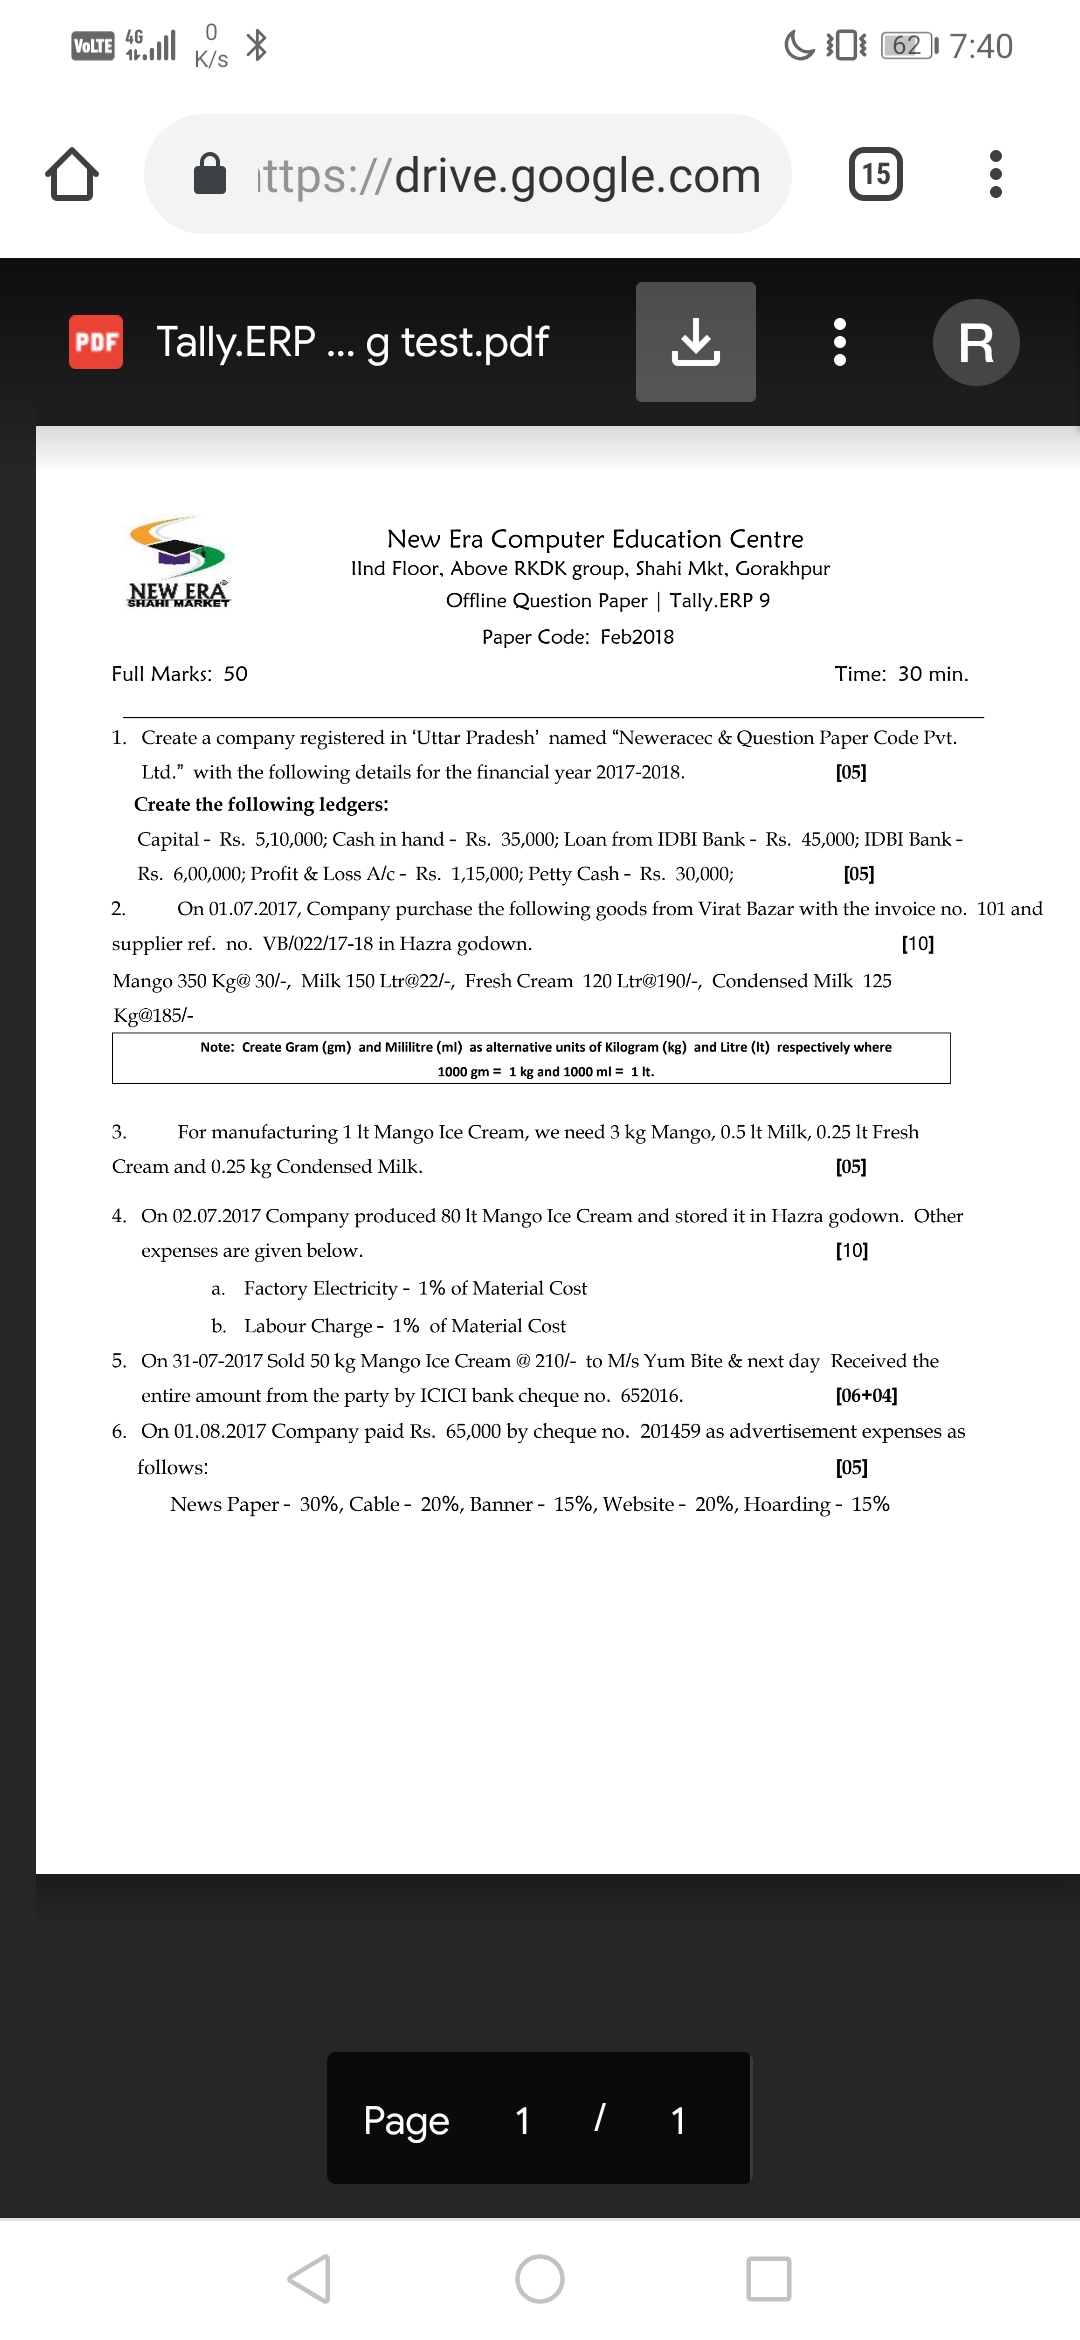 VoLTE 4G 0 K/s 62 7:40
ttps://drive.google.com 15
PDF Tally.ERP ... g test.pdf R
NEW ERA
SHAHI MARKET
New Era Computer Education Centre
IInd Floor, Above RKDK group, Shahi Mkt, Gorakhpur
Offline Question Paper | Tally.ERP 9
Paper Code: Feb2018
Full Marks: 50 Time: 30 min.
1. Create a company registered in ‘Uttar Pradesh’ named “Neweracec & Question Paper Code Pvt.
Ltd.” with the following details for the financial year 2017-2018. [05]
Create the following ledgers:
Capital - Rs. 5,10,000; Cash in hand - Rs. 35,000; Loan from IDBI Bank - Rs. 45,000; IDBI Bank -
Rs. 6,00,000; Profit & Loss A/c - Rs. 1,15,000; Petty Cash - Rs. 30,000; [05]
2. On 01.07.2017, Company purchase the following goods from Virat Bazar with the invoice no. 101 and
supplier ref. no. VB/022/17-18 in Hazra godown. [10]
Mango 350 Kg@ 30/-, Milk 150 Ltr@22/-, Fresh Cream 120 Ltr@190/-, Condensed Milk 125
Kg@185/-
Note: Create Gram (gm) and Mililitre (ml) as alternative units of Kilogram (kg) and Litre (lt) respectively where
1000 gm = 1 kg and 1000 ml = 1 lt.
3. For manufacturing 1 lt Mango Ice Cream, we need 3 kg Mango, 0.5 lt Milk, 0.25 lt Fresh
Cream and 0.25 kg Condensed Milk. [05]
4. On 02.07.2017 Company produced 80 lt Mango Ice Cream and stored it in Hazra godown. Other
expenses are given below. [10]
a. Factory Electricity - 1% of Material Cost
b. Labour Charge - 1% of Material Cost
5. On 31-07-2017 Sold 50 kg Mango Ice Cream @ 210/- to M/s Yum Bite & next day Received the
entire amount from the party by ICICI bank cheque no. 652016. [06+04]
6. On 01.08.2017 Company paid Rs. 65,000 by cheque no. 201459 as advertisement expenses as
follows: [05]
News Paper - 30%, Cable - 20%, Banner - 15%, Website - 20%, Hoarding - 15%
Page 1 / 1